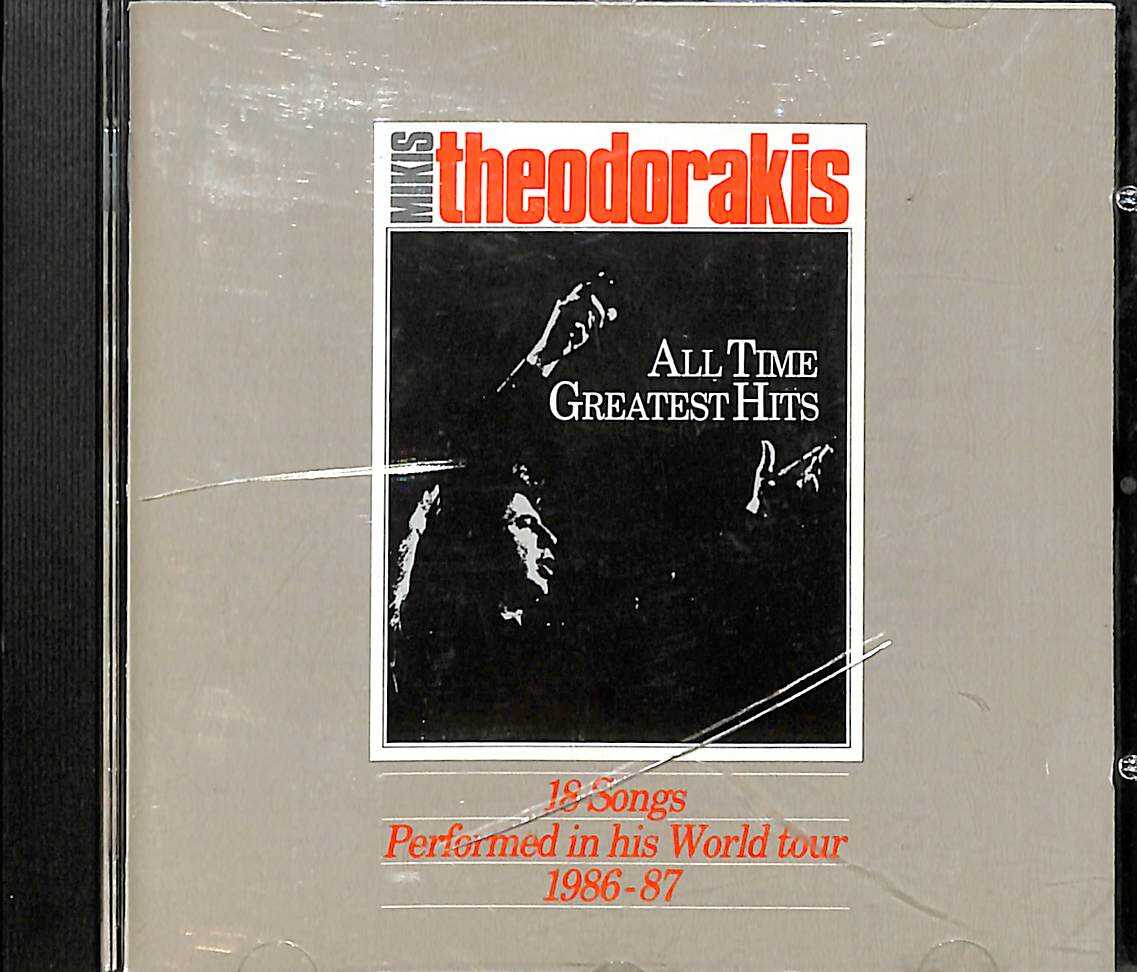 MIKIS theodorakis
ALL TIME
GREATEST HITS
18 Songs
Performed in his World tour
1986-87